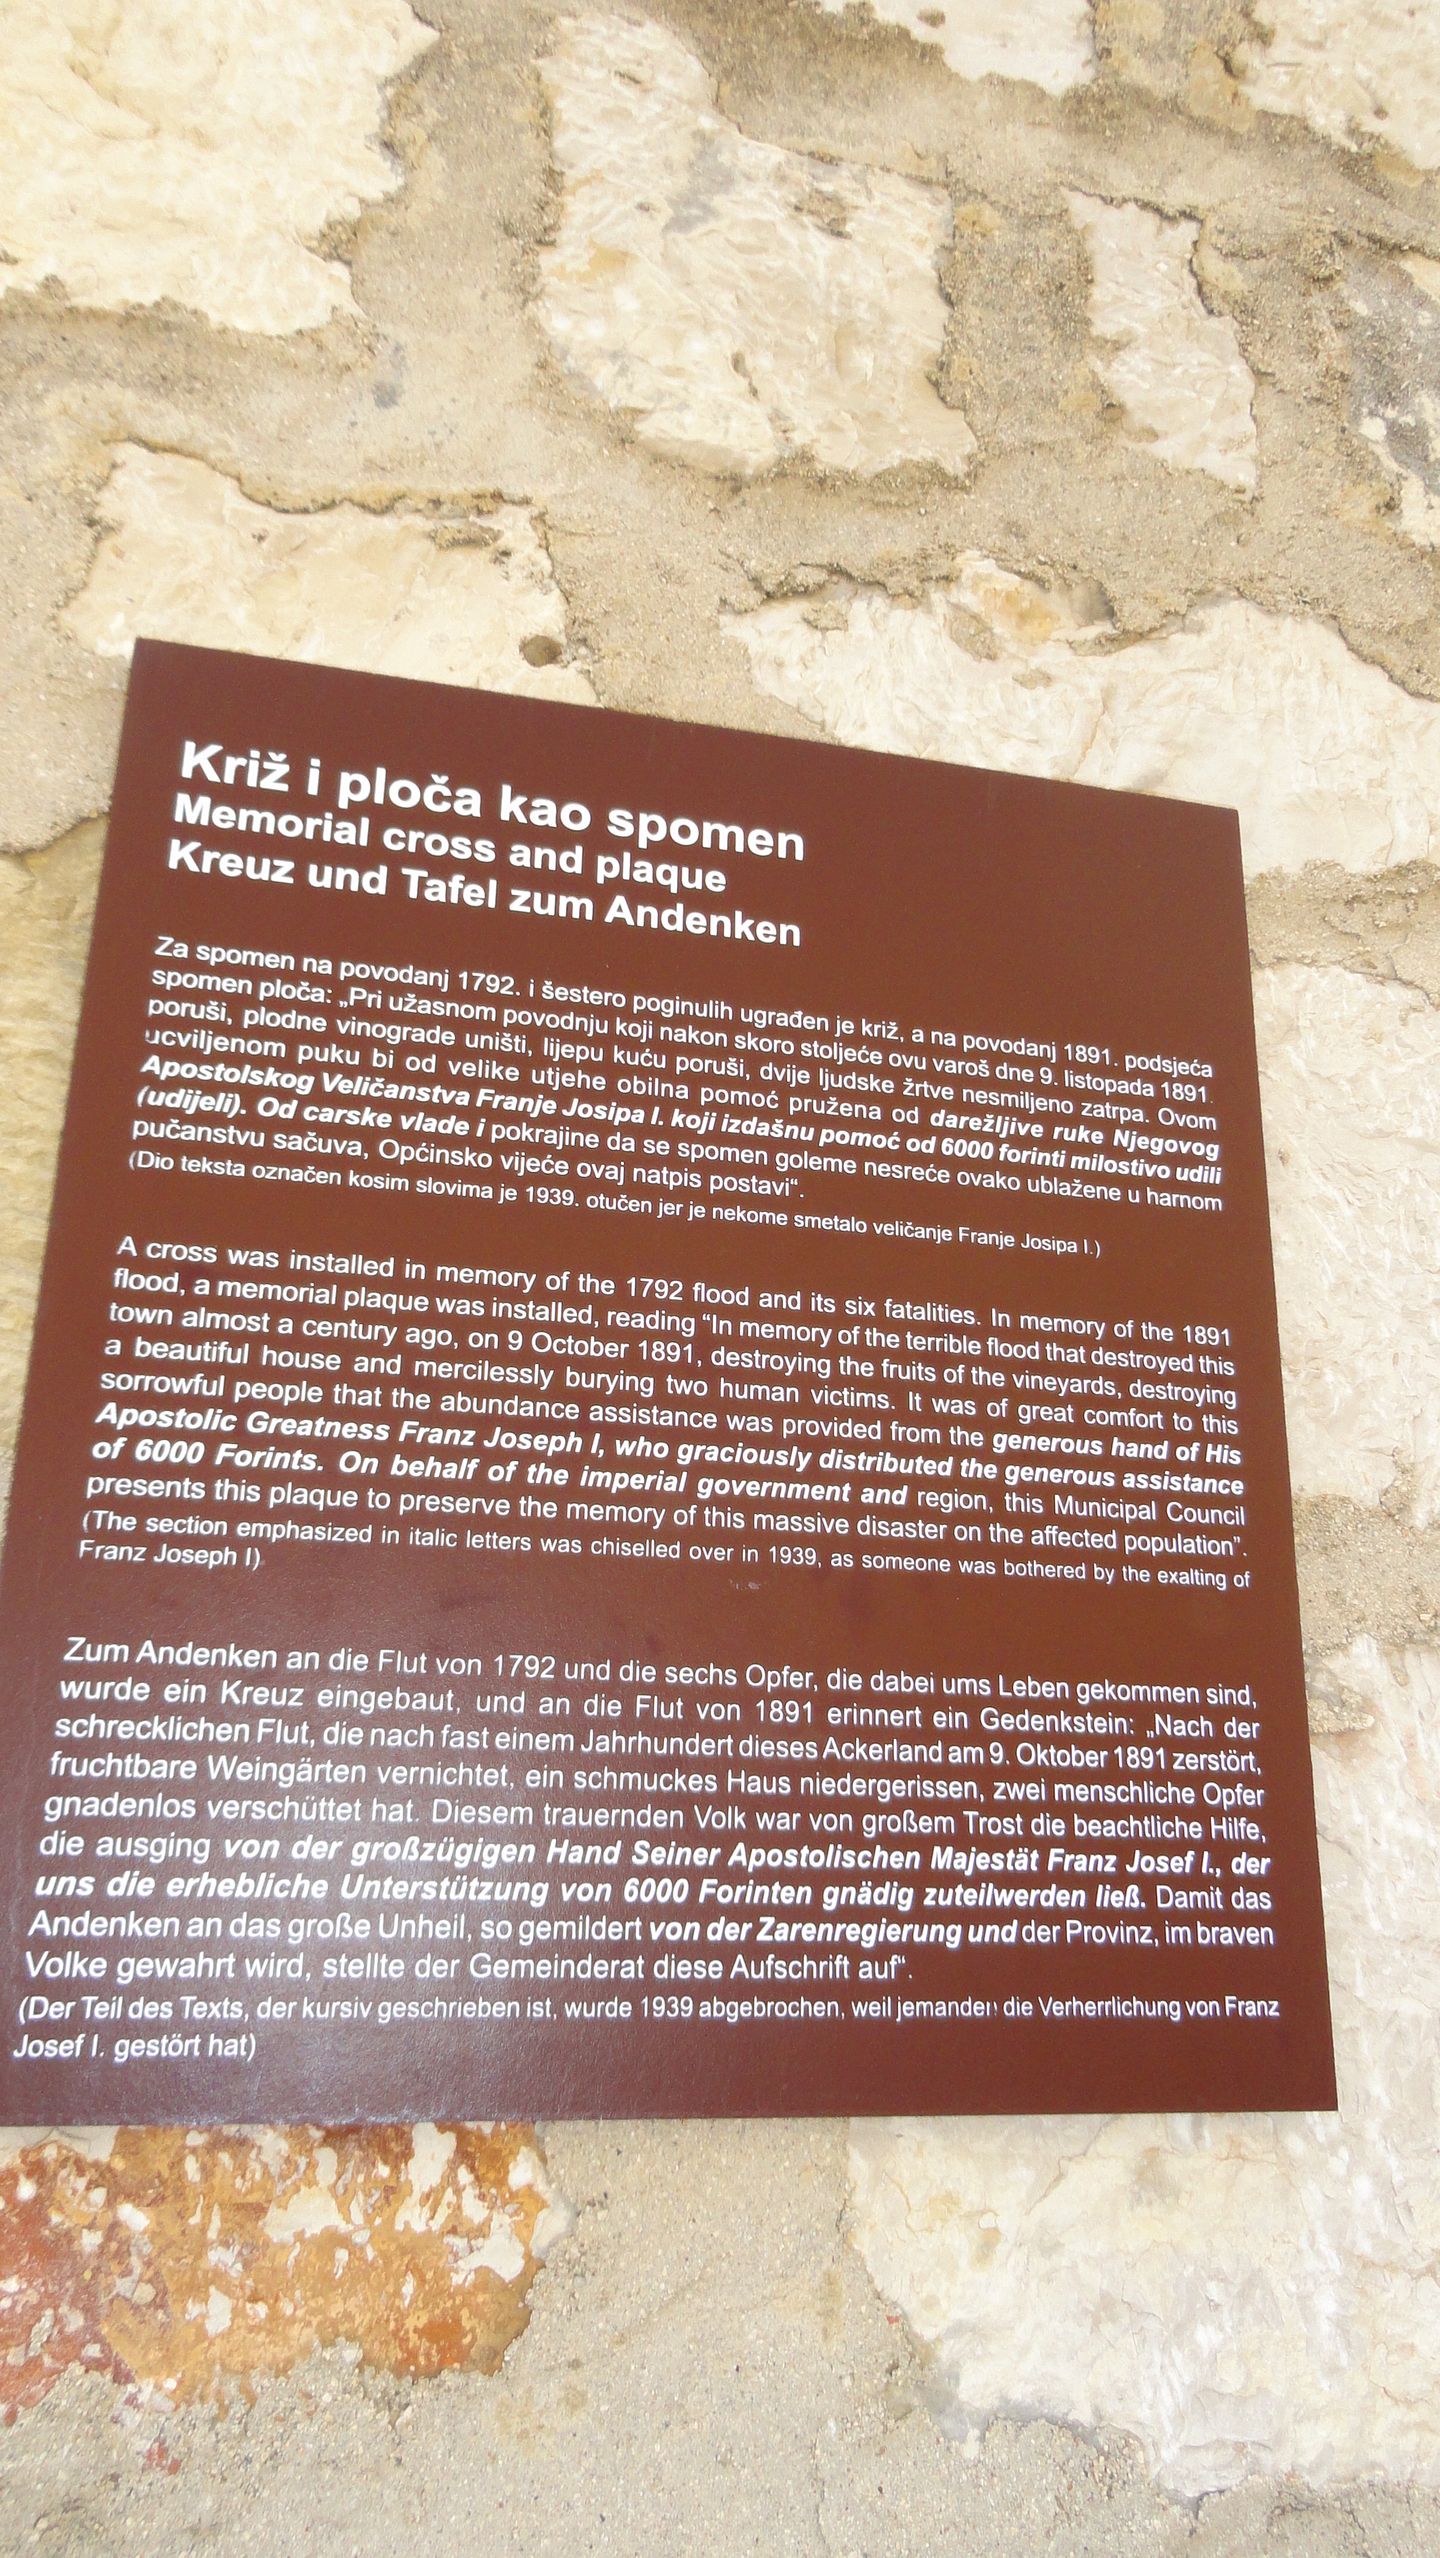 Križ i ploča kao spomen
Memorial cross and plaque
Kreuz und Tafel zum Andenken
Za spomen na povodanj 1792. i šestero poginulih ugrađen je križ, a na povodanj 1891. podsjeća
spomen ploča: „Pri užasnom povodnju koji nakon skoro stoljeće ovu varoš dne 9. listopada 1891.
poruši, plodne vinograde uništi, lijepu kuću poruši, dvije ljudske žrtve nesmiljeno zatrpa. Ovom
ucviljenom puku bi od velike utjehe obilna pomoć pružena od darežljive ruke Njegovog
Apostolskog Veličanstva Franje Josipa I. koji izdašnu pomoć od 6000 forinti milostivo udili
(udijeli). Od carske vlade i pokrajine da se spomen goleme nesreće ovako ublažene u harnom
pučanstvu sačuva, Općinsko vijeće ovaj natpis postavi“.
(Dio teksta označen kosim slovima je 1939. otučen jer je nekome smetalo veličanje Franje Josipa I.)
A cross was installed in memory of the 1792 flood and its six fatalities. In memory of the 1891
flood, a memorial plaque was installed, reading “In memory of the terrible flood that destroyed this
town almost a century ago, on 9 October 1891, destroying the fruits of the vineyards, destroying
a beautiful house and mercilessly burying two human victims. It was of great comfort to this
sorrowful people that the abundance assistance was provided from the generous hand of His
Apostolic Greatness Franz Joseph I, who graciously distributed the generous assistance
of 6000 Forints. On behalf of the imperial government and region, this Municipal Council
presents this plaque to preserve the memory of this massive disaster on the affected population”.
(The section emphasized in italic letters was chiselled over in 1939, as someone was bothered by the exalting of
Franz Joseph I)
Zum Andenken an die Flut von 1792 und die sechs Opfer, die dabei ums Leben gekommen sind,
wurde ein Kreuz eingebaut, und an die Flut von 1891 erinnert ein Gedenkstein: „Nach der
schrecklichen Flut, die nach fast einem Jahrhundert dieses Ackerland am 9. Oktober 1891 zerstört,
fruchtbare Weingärten vernichtet, ein schmuckes Haus niedergerissen, zwei menschliche Opfer
gnadenlos verschüttet hat. Diesem trauernden Volk war von großem Trost die beachtliche Hilfe,
die ausging von der großzügigen Hand Seiner Apostolischen Majestät Franz Josef I., der
uns die erhebliche Unterstützung von 6000 Forinten gnädig zuteilwerden ließ. Damit das
Andenken an das große Unheil, so gemildert von der Zarenregierung und der Provinz, im braven
Volke gewahrt wird, stellte der Gemeinderat diese Aufschrift auf“.
(Der Teil des Texts, der kursiv geschrieben ist, wurde 1939 abgebrochen, weil jemanden die Verherrlichung von Franz
Josef I. gestört hat)